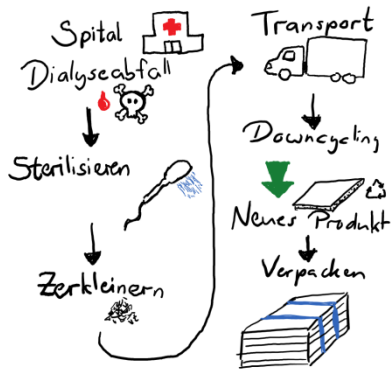 Spital
Dialyseabfall
Sterilisieren
Zerkleinern
Transport
Downcycling
Neues Produkt
Verpacken